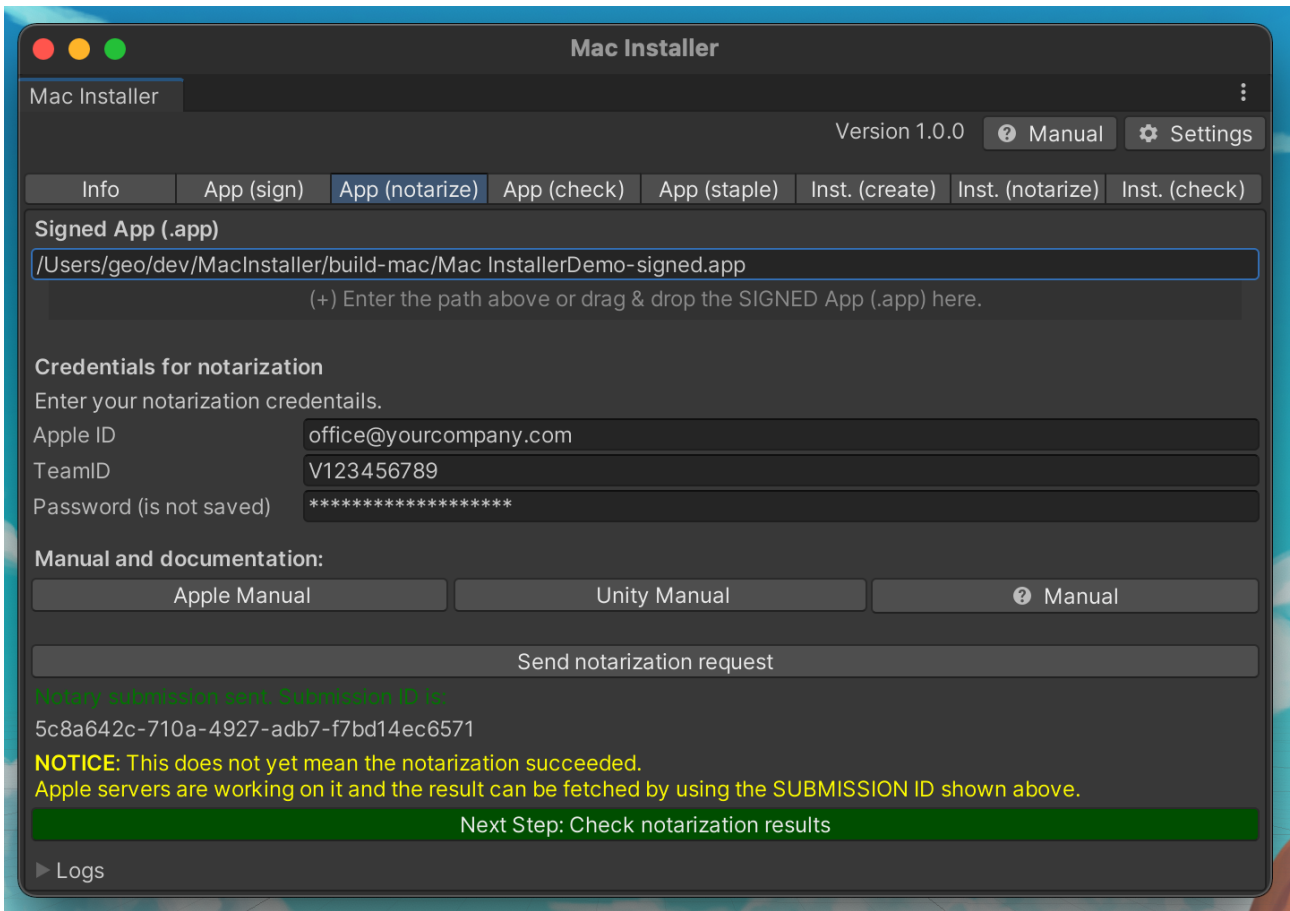 Mac Installer
Mac Installer
Version 1.0.0 Manual Settings
Info App (sign) App (notarize) App (check) App (staple) Inst. (create) Inst. (notarize) Inst. (check)
Signed App (.app)
/Users/geo/dev/MacInstaller/build-mac/Mac InstallerDemo-signed.app
(+) Enter the path above or drag & drop the SIGNED App (.app) here.
Credentials for notarization
Enter your notarization credentails.
Apple ID office@yourcompany.com
TeamID V123456789
Password (is not saved) *******************
Manual and documentation:
Apple Manual Unity Manual Manual
Send notarization request
Notary submission sent. Submission ID is:
5c8a642c-710a-4927-adb7-f7bd14ec6571
NOTICE: This does not yet mean the notarization succeeded.
Apple servers are working on it and the result can be fetched by using the SUBMISSION ID shown above.
Next Step: Check notarization results
Logs